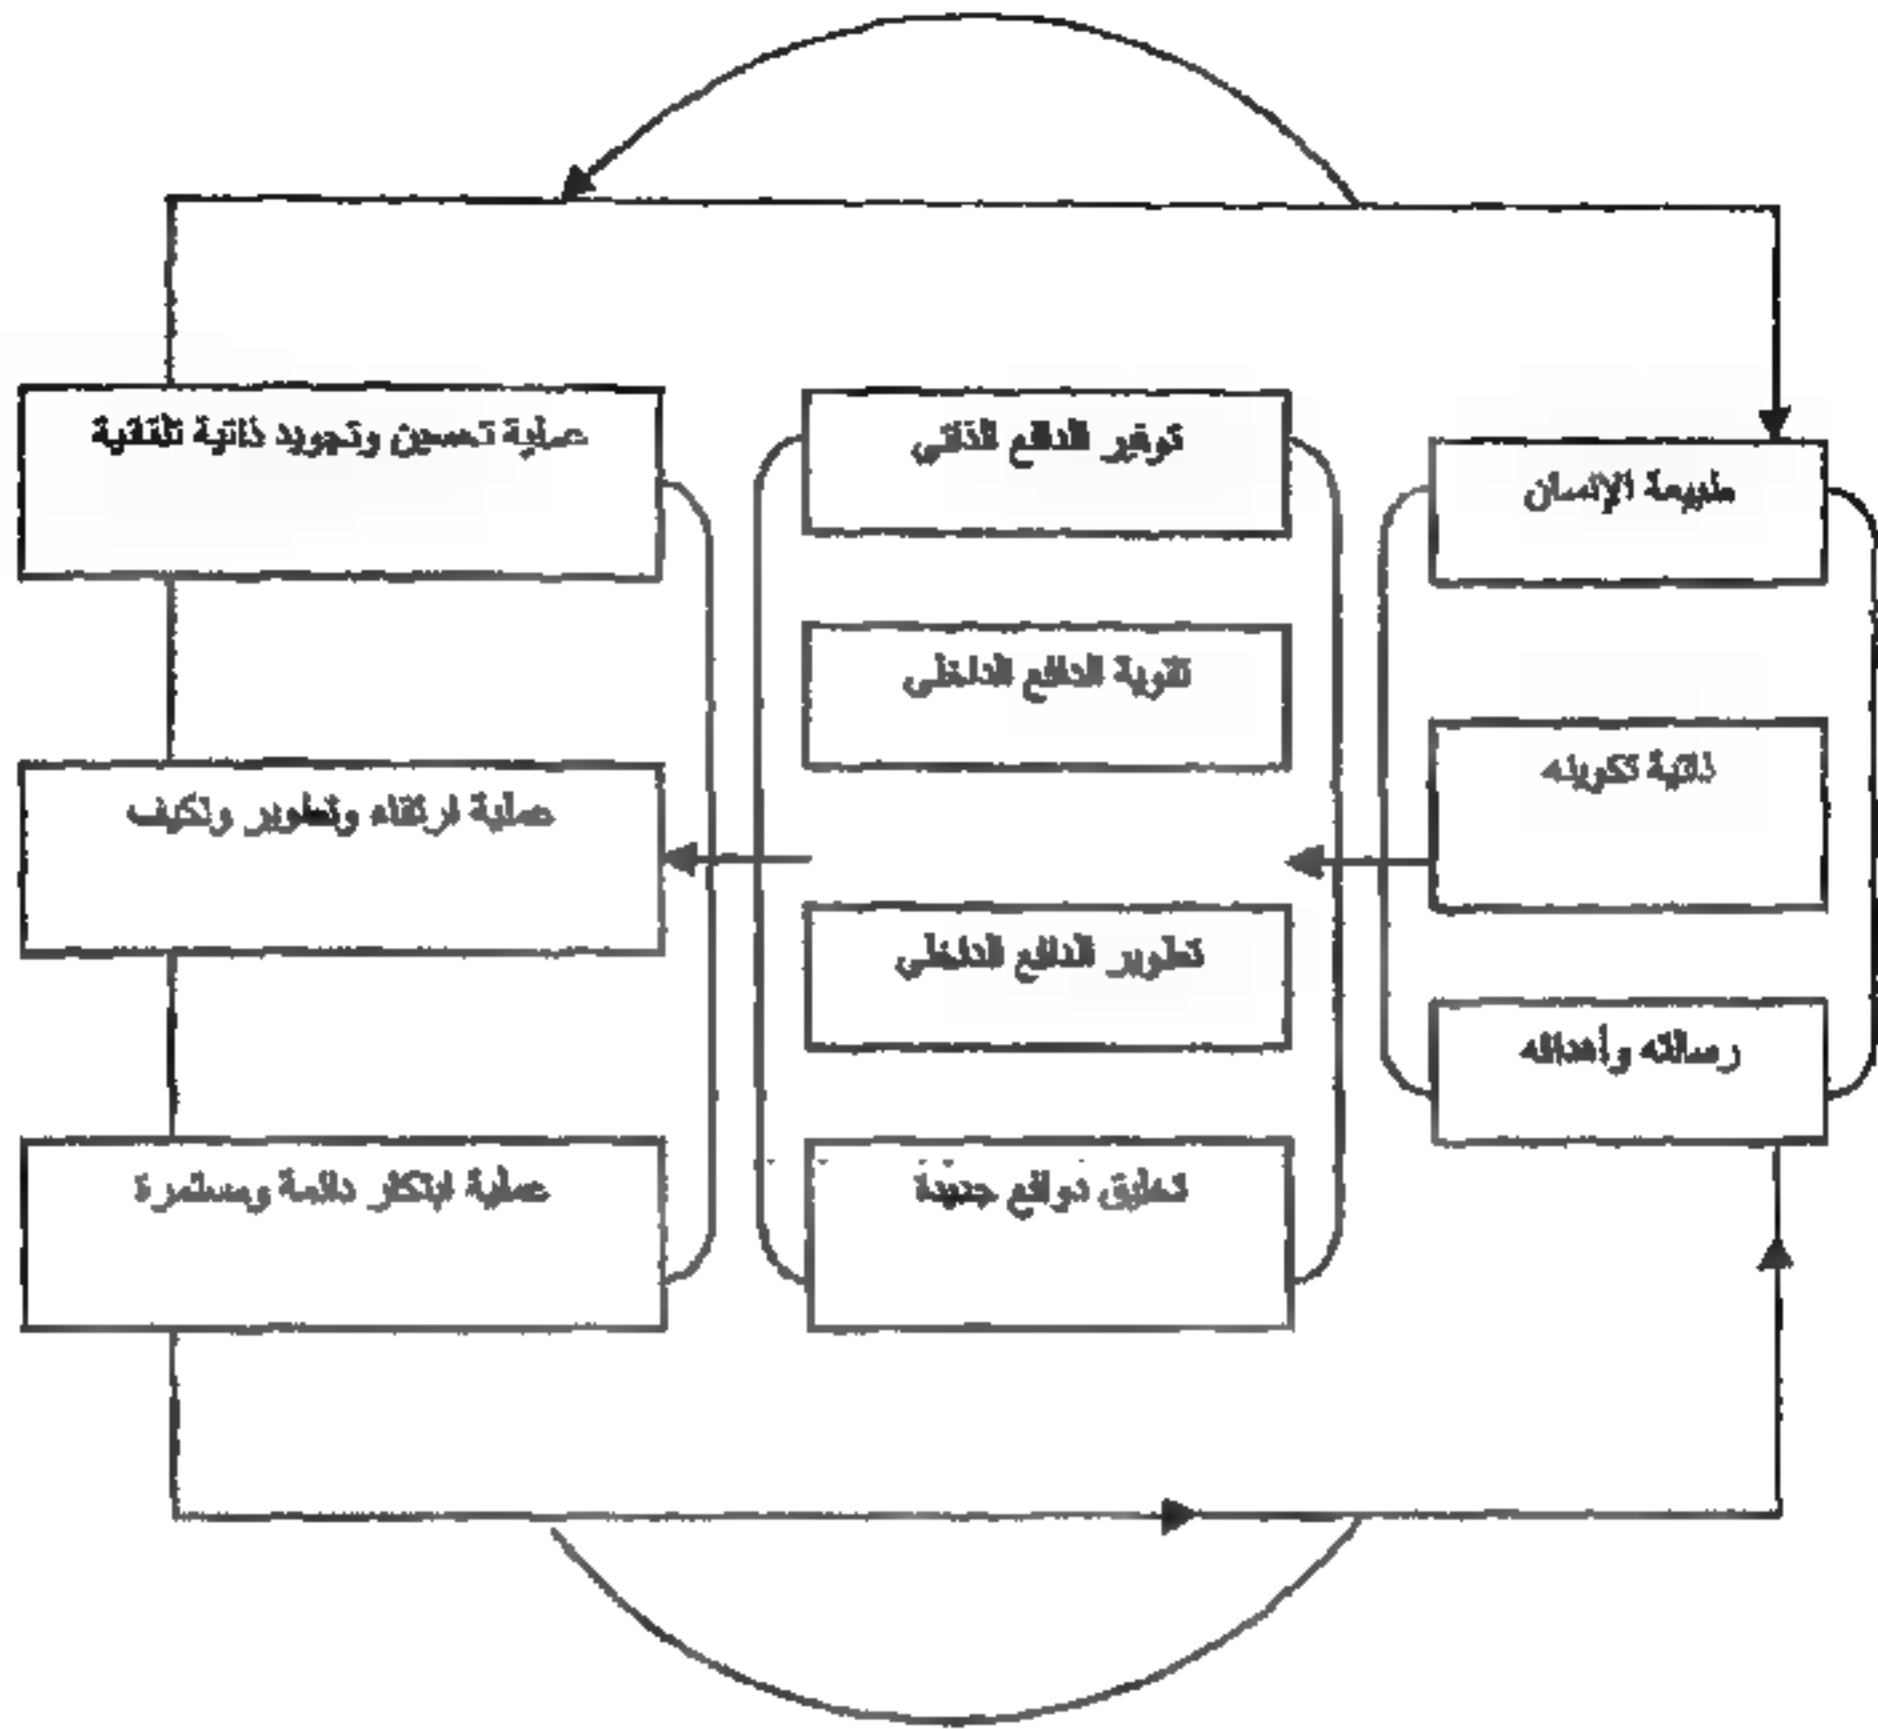 طبيعة الإنسان
ذاتية تكوينه
رسالته وأهدافه
توفير الدافع الذاتي
تقوية الدافع الداخلي
تطوير الدافع الداخلي
تخليق دوافع جديدة
عملية تحسين وتجويد ذاتية تلقائية
عملية ارتقاء وتطوير وتكيف
عملية ابتكار دائمة ومستمرة